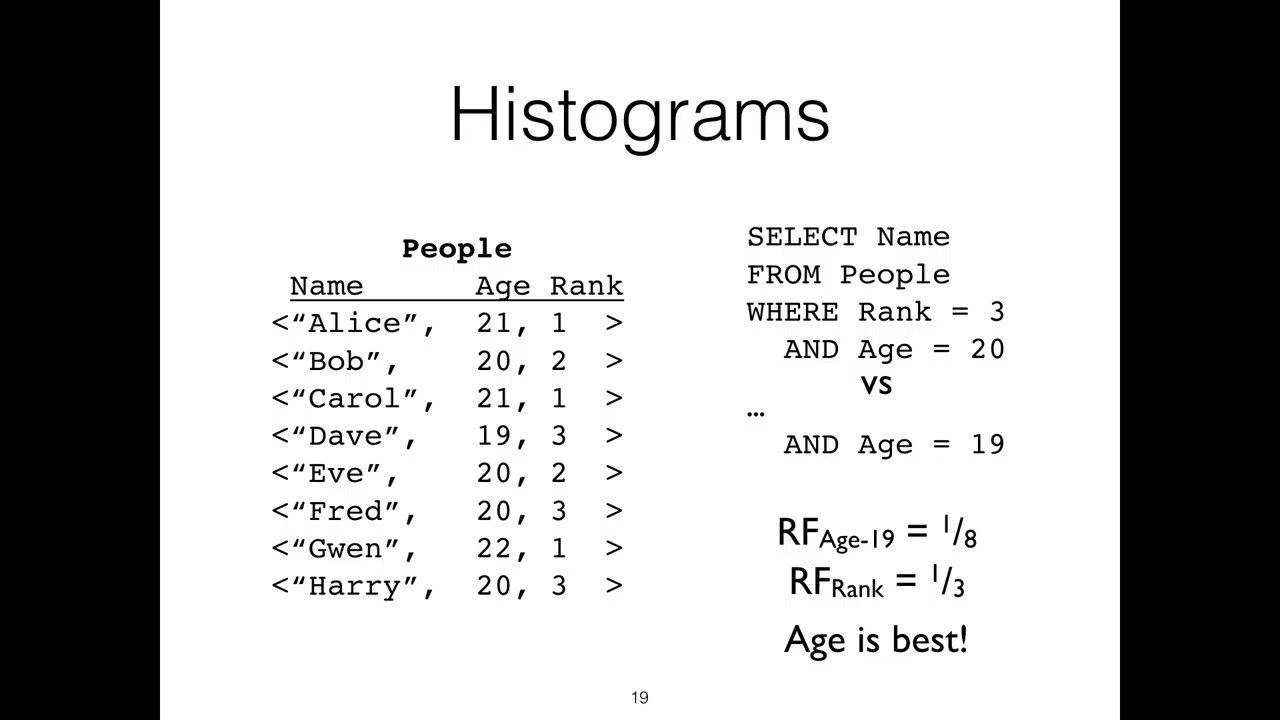 Histograms
People
Name Age Rank
<“Alice”, 21, 1 >
<“Bob”, 20, 2 >
<“Carol”, 21, 1 >
<“Dave”, 19, 3 >
<“Eve”, 20, 2 >
<“Fred”, 20, 3 >
<“Gwen”, 22, 1 >
<“Harry”, 20, 3 >
SELECT Name
FROM People
WHERE Rank = 3
AND Age = 20
vs
…
AND Age = 19
RFAge-19 = 1/8
RFRank = 1/3
Age is best!
19